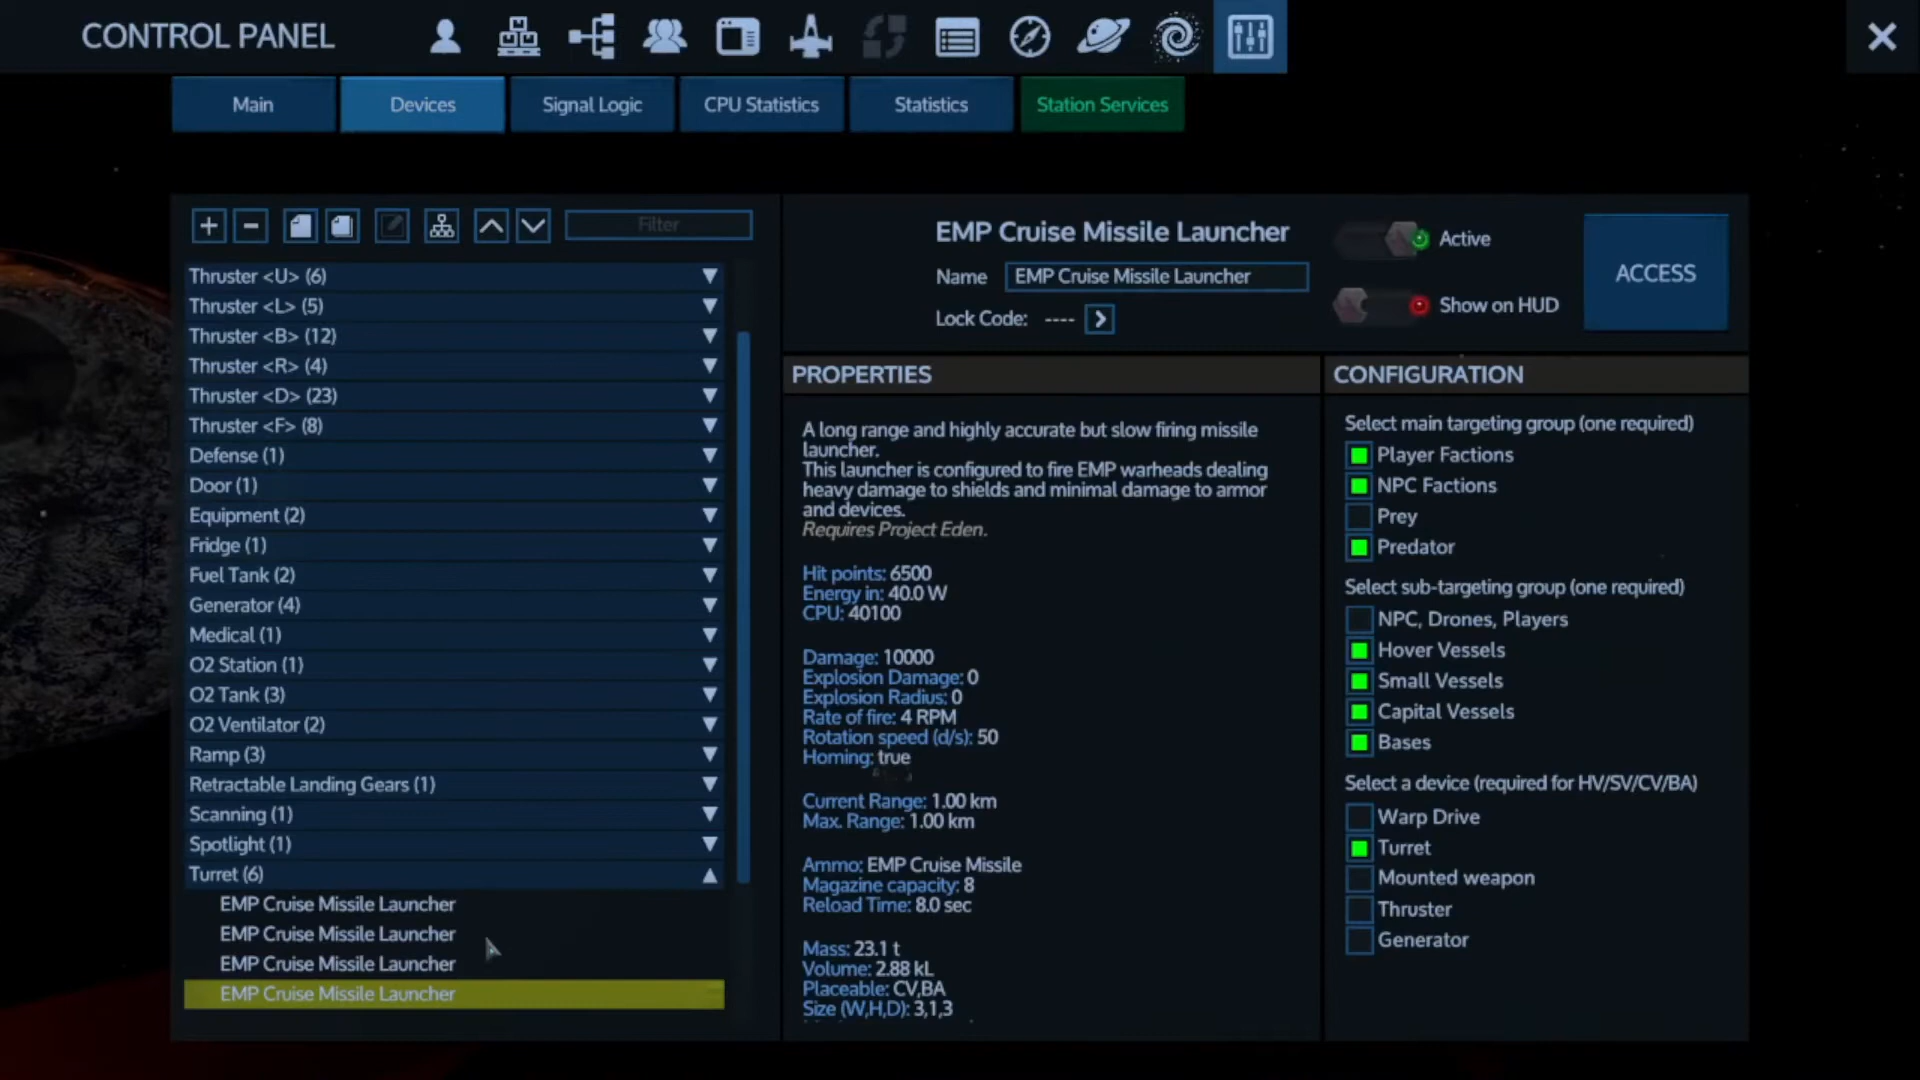 CONTROL PANEL
Main
Devices
Signal Logic
CPU Statistics
Statistics
Station Services
Filter
Thruster <U> (6)
Thruster <L> (5)
Thruster <B> (12)
Thruster <R> (4)
Thruster <D> (23)
Thruster <F> (8)
Defense (1)
Door (1)
Equipment (2)
Fridge (1)
Fuel Tank (2)
Generator (4)
Medical (1)
O2 Station (1)
O2 Tank (3)
O2 Ventilator (2)
Ramp (3)
Retractable Landing Gears (1)
Scanning (1)
Spotlight (1)
Turret (6)
EMP Cruise Missile Launcher
EMP Cruise Missile Launcher
EMP Cruise Missile Launcher
EMP Cruise Missile Launcher
EMP Cruise Missile Launcher
Name EMP Cruise Missile Launcher
Lock Code: ----
Active
Show on HUD
ACCESS
PROPERTIES
A long range and highly accurate but slow firing missile
launcher.
This launcher is configured to fire EMP warheads dealing
heavy damage to shields and minimal damage to armor
and devices.
Requires Project Eden.
Hit points: 6500
Energy in: 40.0 W
CPU: 40100
Damage: 10000
Explosion Damage: 0
Explosion Radius: 0
Rate of fire: 4 RPM
Rotation speed (d/s): 50
Homing: true
Current Range: 1.00 km
Max. Range: 1.00 km
Ammo: EMP Cruise Missile
Magazine capacity: 8
Reload Time: 8.0 sec
Mass: 23.1 t
Volume: 2.88 kL
Placeable: CV,BA
Size (W,H,D): 3,1,3
CONFIGURATION
Select main targeting group (one required)
Player Factions
NPC Factions
Prey
Predator
Select sub-targeting group (one required)
NPC, Drones, Players
Hover Vessels
Small Vessels
Capital Vessels
Bases
Select a device (required for HV/SV/CV/BA)
Warp Drive
Turret
Mounted weapon
Thruster
Generator